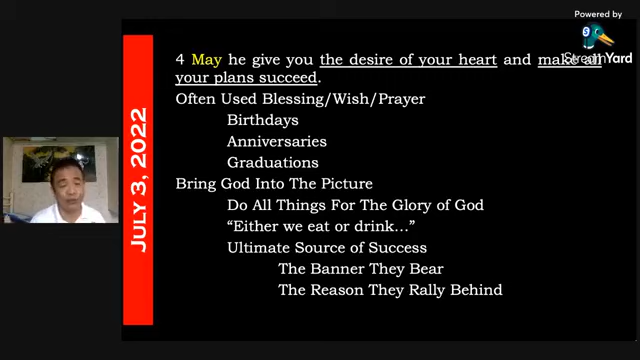 Powered by
StreamYard
4 May he give you the desire of your heart and make all
your plans succeed.
Often Used Blessing/Wish/Prayer
Birthdays
Anniversaries
Graduations
Bring God Into The Picture
Do All Things For The Glory of God
“Either we eat or drink...”
Ultimate Source of Success
The Banner They Bear
The Reason They Rally Behind
JULY 3, 2022